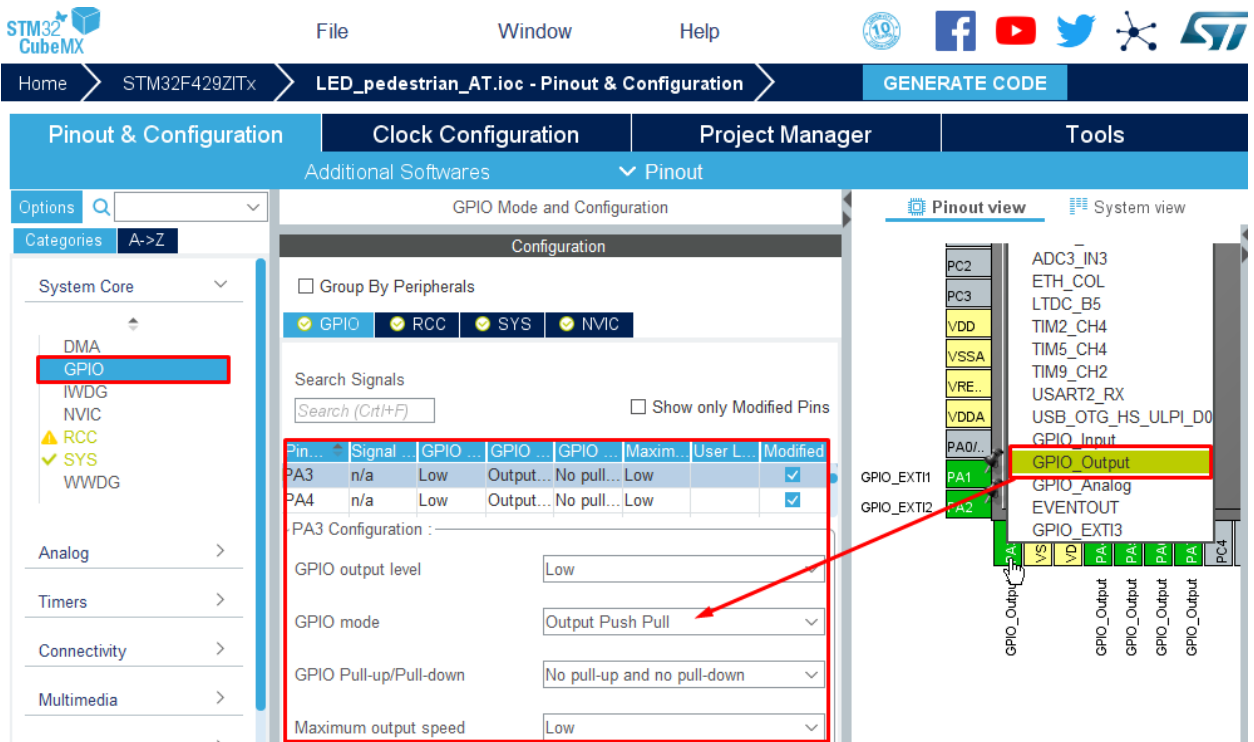 STM32
CubeMX
File
Window
Help
10
Home
STM32F429ZITx
LED_pedestrian_AT.ioc - Pinout & Configuration
GENERATE CODE
Pinout & Configuration
Clock Configuration
Project Manager
Tools
Additional Softwares
Pinout
Options
Categories
A->Z
System Core
DMA
GPIO
IWDG
NVIC
RCC
SYS
WWDG
Analog
Timers
Connectivity
Multimedia
GPIO Mode and Configuration
Configuration
Group By Peripherals
GPIO
RCC
SYS
NVIC
Search Signals
Search (Crtl+F)
Show only Modified Pins
Pin... Signal ... GPIO ... GPIO ... GPIO ... Maxim... User L... Modified
PA3 n/a Low Output... No pull... Low
PA4 n/a Low Output... No pull... Low
PA3 Configuration :
GPIO output level Low
GPIO mode Output Push Pull
GPIO Pull-up/Pull-down No pull-up and no pull-down
Maximum output speed Low
Pinout view
System view
PC2
PC3
VDD
VSSA
VRE..
VDDA
PA0/..
GPIO_EXTI1 PA1
GPIO_EXTI2 PA2
ADC3_IN3
ETH_COL
LTDC_B5
TIM2_CH4
TIM5_CH4
TIM9_CH2
USART2_RX
USB_OTG_HS_ULPI_D0
GPIO_Input
GPIO_Output
GPIO_Analog
EVENTOUT
GPIO_EXTI3
PC4
GPIO_Output
GPIO_Output
GPIO_Output
GPIO_Output
GPIO_Output